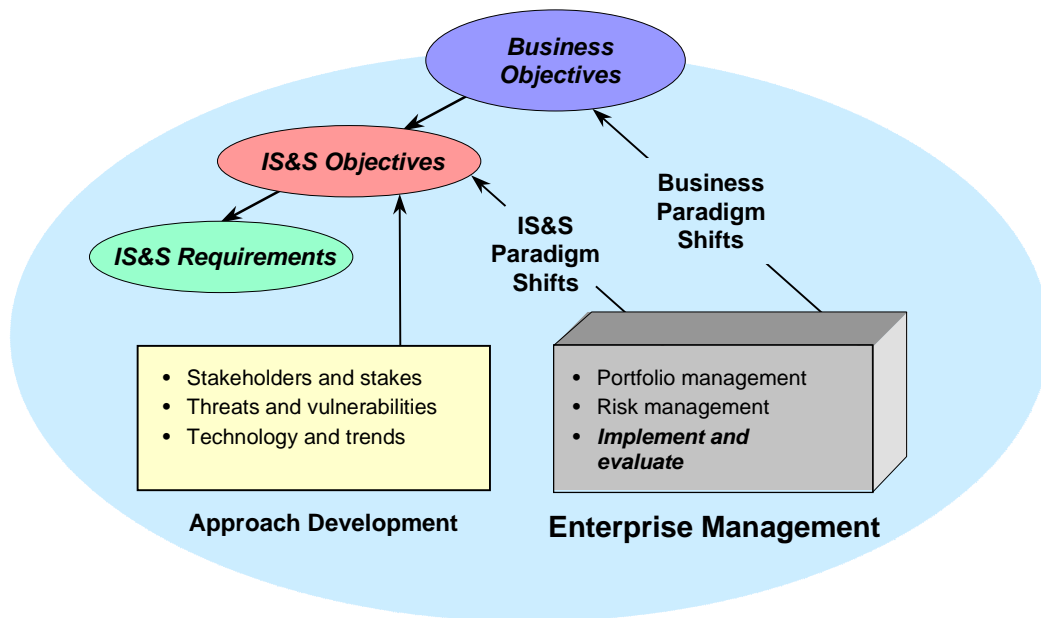 Business
Objectives
IS&S Objectives
IS&S Requirements
Business
Paradigm
Shifts
IS&S
Paradigm
Shifts
• Stakeholders and stakes
• Threats and vulnerabilities
• Technology and trends
Approach Development
• Portfolio management
• Risk management
• Implement and
evaluate
Enterprise Management